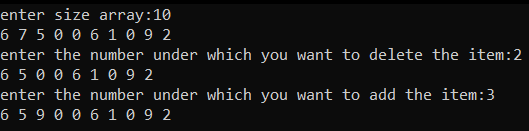 enter size array:10
6 7 5 0 0 6 1 0 9 2
enter the number under which you want to delete the item:2
6 5 0 0 6 1 0 9 2
enter the number under which you want to add the item:3
6 5 9 0 0 6 1 0 9 2